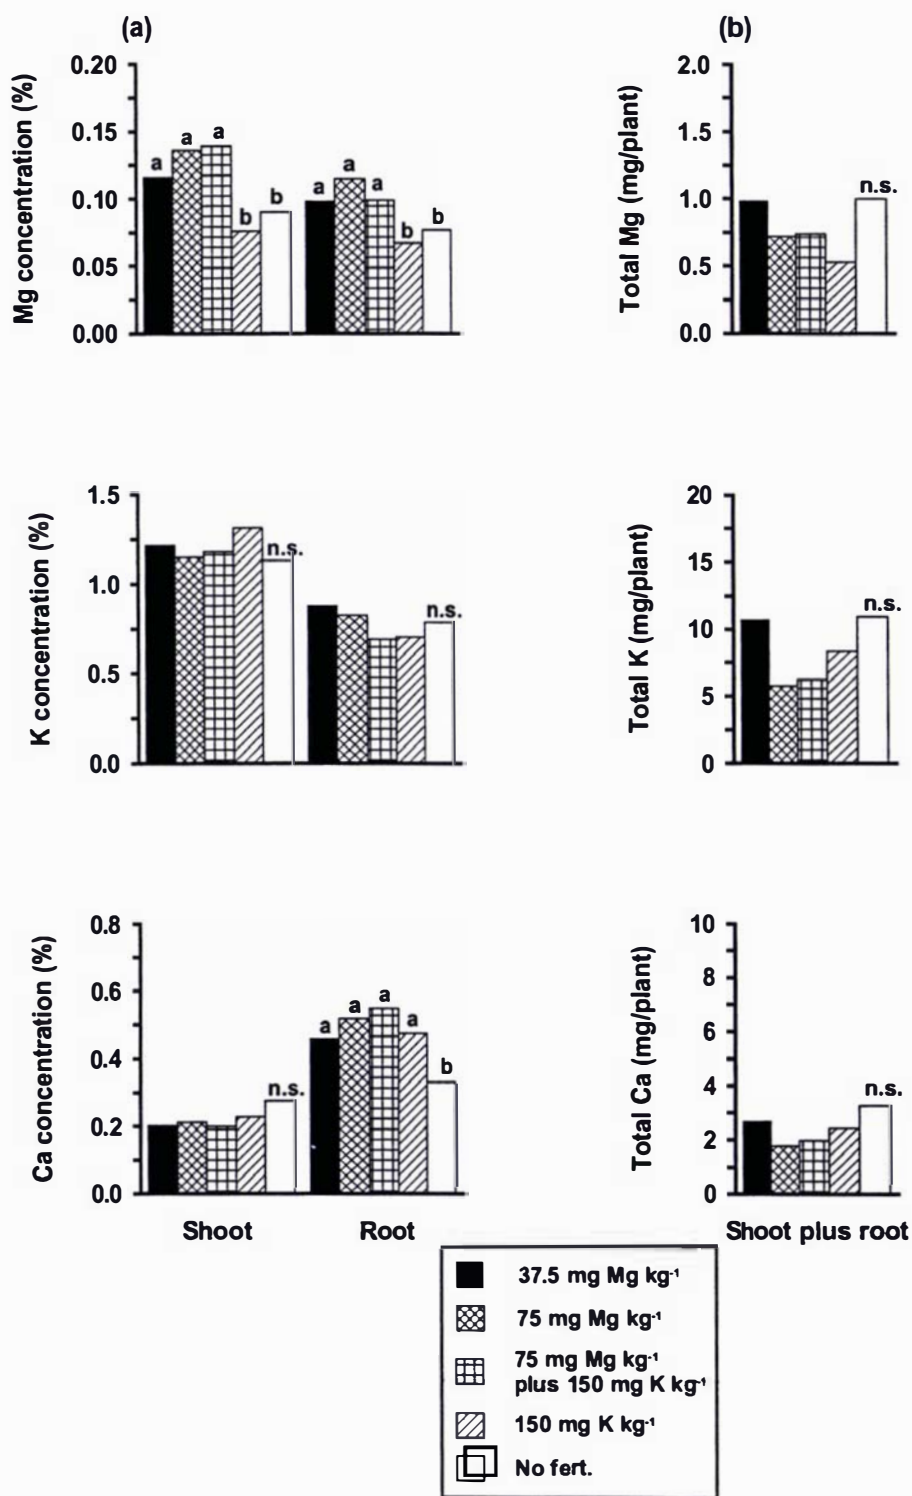 (a)
(b)
Mg concentration (%)
0.20
0.15
0.10
0.05
0.00
a
a
a
b
b
a
a
a
b
b
Total Mg (mg/plant)
2.0
1.5
1.0
0.5
0.0
n.s.
K concentration (%)
1.5
1.0
0.5
0.0
n.s.
n.s.
Total K (mg/plant)
20
15
10
5
0
n.s.
Ca concentration (%)
0.8
0.6
0.4
0.2
0.0
n.s.
a
a
a
a
b
Shoot
Root
Total Ca (mg/plant)
10
8
6
4
2
0
n.s.
Shoot plus root
37.5 mg Mg kg⁻¹
75 mg Mg kg⁻¹
75 mg Mg kg⁻¹
plus 150 mg K kg⁻¹
150 mg K kg⁻¹
No fert.